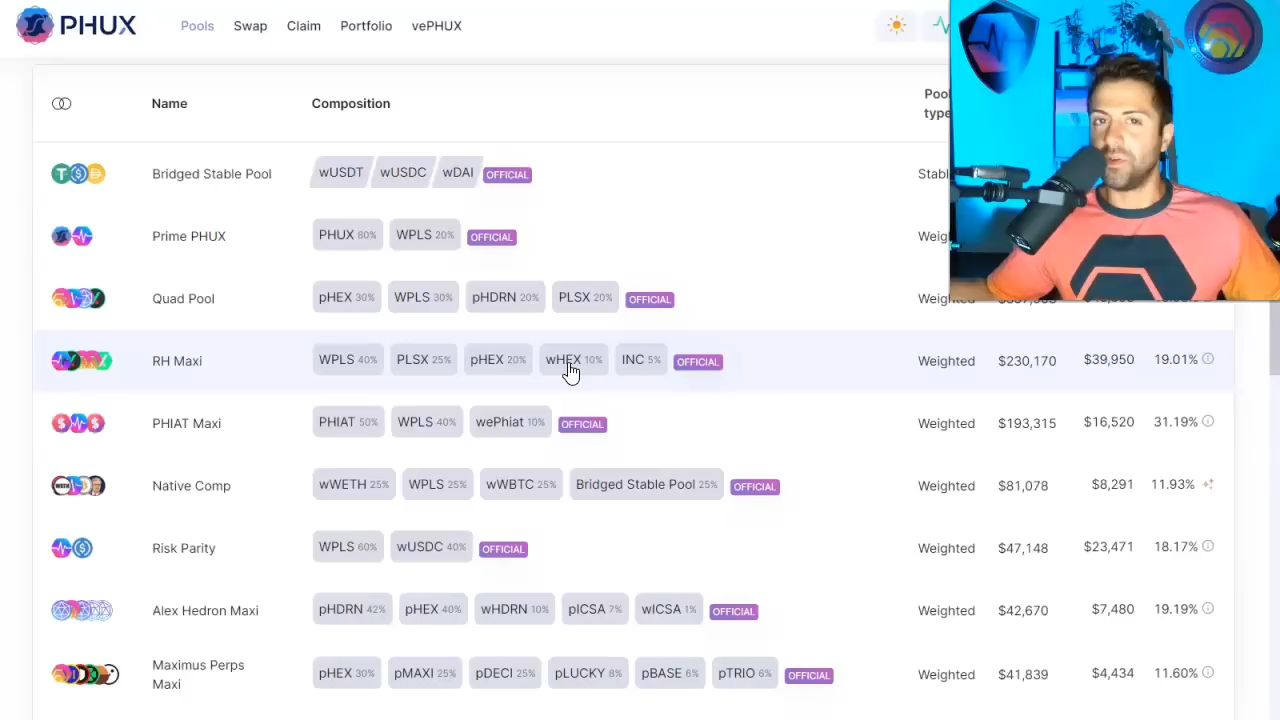 PHUX Pools Swap Claim Portfolio vePHUX
Name Composition Pool type
Bridged Stable Pool wUSDT wUSDC wDAI OFFICIAL
Prime PHUX PHUX 80% WPLS 20% OFFICIAL
Quad Pool pHEX 30% WPLS 30% pHDRN 20% PLSX 20% OFFICIAL
RH Maxi WPLS 40% PLSX 25% pHEX 20% wHEX 10% INC 5% OFFICIAL Weighted $230,170 $39,950 19.01%
PHIAT Maxi PHIAT 50% WPLS 40% wePhiat 10% OFFICIAL Weighted $193,315 $16,520 31.19%
Native Comp wWETH 25% WPLS 25% wWBTC 25% Bridged Stable Pool 25% OFFICIAL Weighted $81,078 $8,291 11.93%
Risk Parity WPLS 60% wUSDC 40% OFFICIAL Weighted $47,148 $23,471 18.17%
Alex Hedron Maxi pHDRN 42% pHEX 40% wHDRN 10% pICSA 7% wICSA 1% OFFICIAL Weighted $42,670 $7,480 19.19%
Maximus Perps
Maxi pHEX 30% pMAXI 25% pDECI 25% pLUCKY 8% pBASE 6% pTRIO 6% OFFICIAL Weighted $41,839 $4,434 11.60%